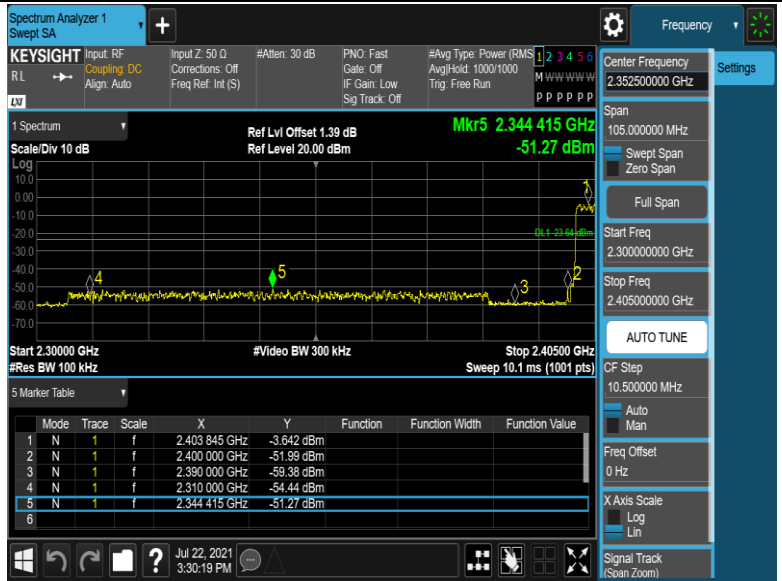 Spectrum Analyzer 1
Swept SA
Frequency
KEYSIGHT
RL
LXI
Input: RF
Coupling: DC
Align: Auto
Input Z: 50 Ω
Corrections: Off
Freq Ref: Int (S)
#Atten: 30 dB
PNO: Fast
Gate: Off
IF Gain: Low
Sig Track: Off
#Avg Type: Power (RMS
Avg|Hold: 1000/1000
Trig: Free Run
1 2 3 4 5 6
M W W W W W
P P P P P P
1 Spectrum
Scale/Div 10 dB
Ref Lvl Offset 1.39 dB
Ref Level 20.00 dBm
Mkr5 2.344 415 GHz
-51.27 dBm
Log
10.0
0.00
-10.0
-20.0
-30.0
-40.0
-50.0
-60.0
-70.0
1
DL1 -23.64 dBm
4
5
3
2
Start 2.30000 GHz
#Res BW 100 kHz
#Video BW 300 kHz
Stop 2.40500 GHz
Sweep 10.1 ms (1001 pts)
5 Marker Table
Mode Trace Scale X Y Function Function Width Function Value
1 N 1 f 2.403 845 GHz -3.642 dBm
2 N 1 f 2.400 000 GHz -51.99 dBm
3 N 1 f 2.390 000 GHz -59.38 dBm
4 N 1 f 2.310 000 GHz -54.44 dBm
5 N 1 f 2.344 415 GHz -51.27 dBm
6
Jul 22, 2021
3:30:19 PM
Center Frequency
2.352500000 GHz
Settings
Span
105.000000 MHz
Swept Span
Zero Span
Full Span
Start Freq
2.300000000 GHz
Stop Freq
2.405000000 GHz
AUTO TUNE
CF Step
10.500000 MHz
Auto
Man
Freq Offset
0 Hz
X Axis Scale
Log
Lin
Signal Track
(Span Zoom)